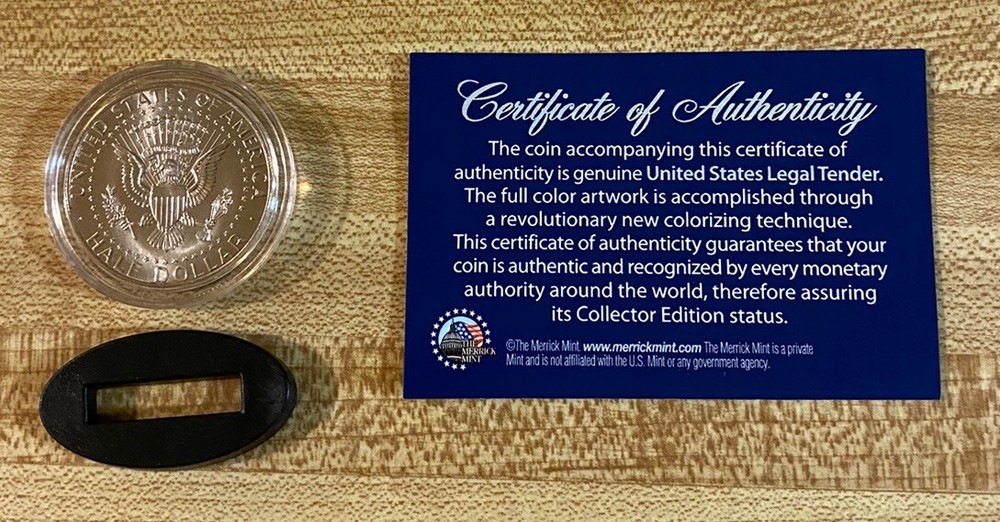 UNITED STATES OF AMERICA
HALF DOLLAR
Certificate of Authenticity
The coin accompanying this certificate of
authenticity is genuine United States Legal Tender.
The full color artwork is accomplished through
a revolutionary new colorizing technique.
This certificate of authenticity guarantees that your
coin is authentic and recognized by every monetary
authority around the world, therefore assuring
its Collector Edition status.
THE
MERRICK
MINT
©The Merrick Mint. www.merrickmint.com The Merrick Mint is a private
Mint and is not affiliated with the U.S. Mint or any government agency.